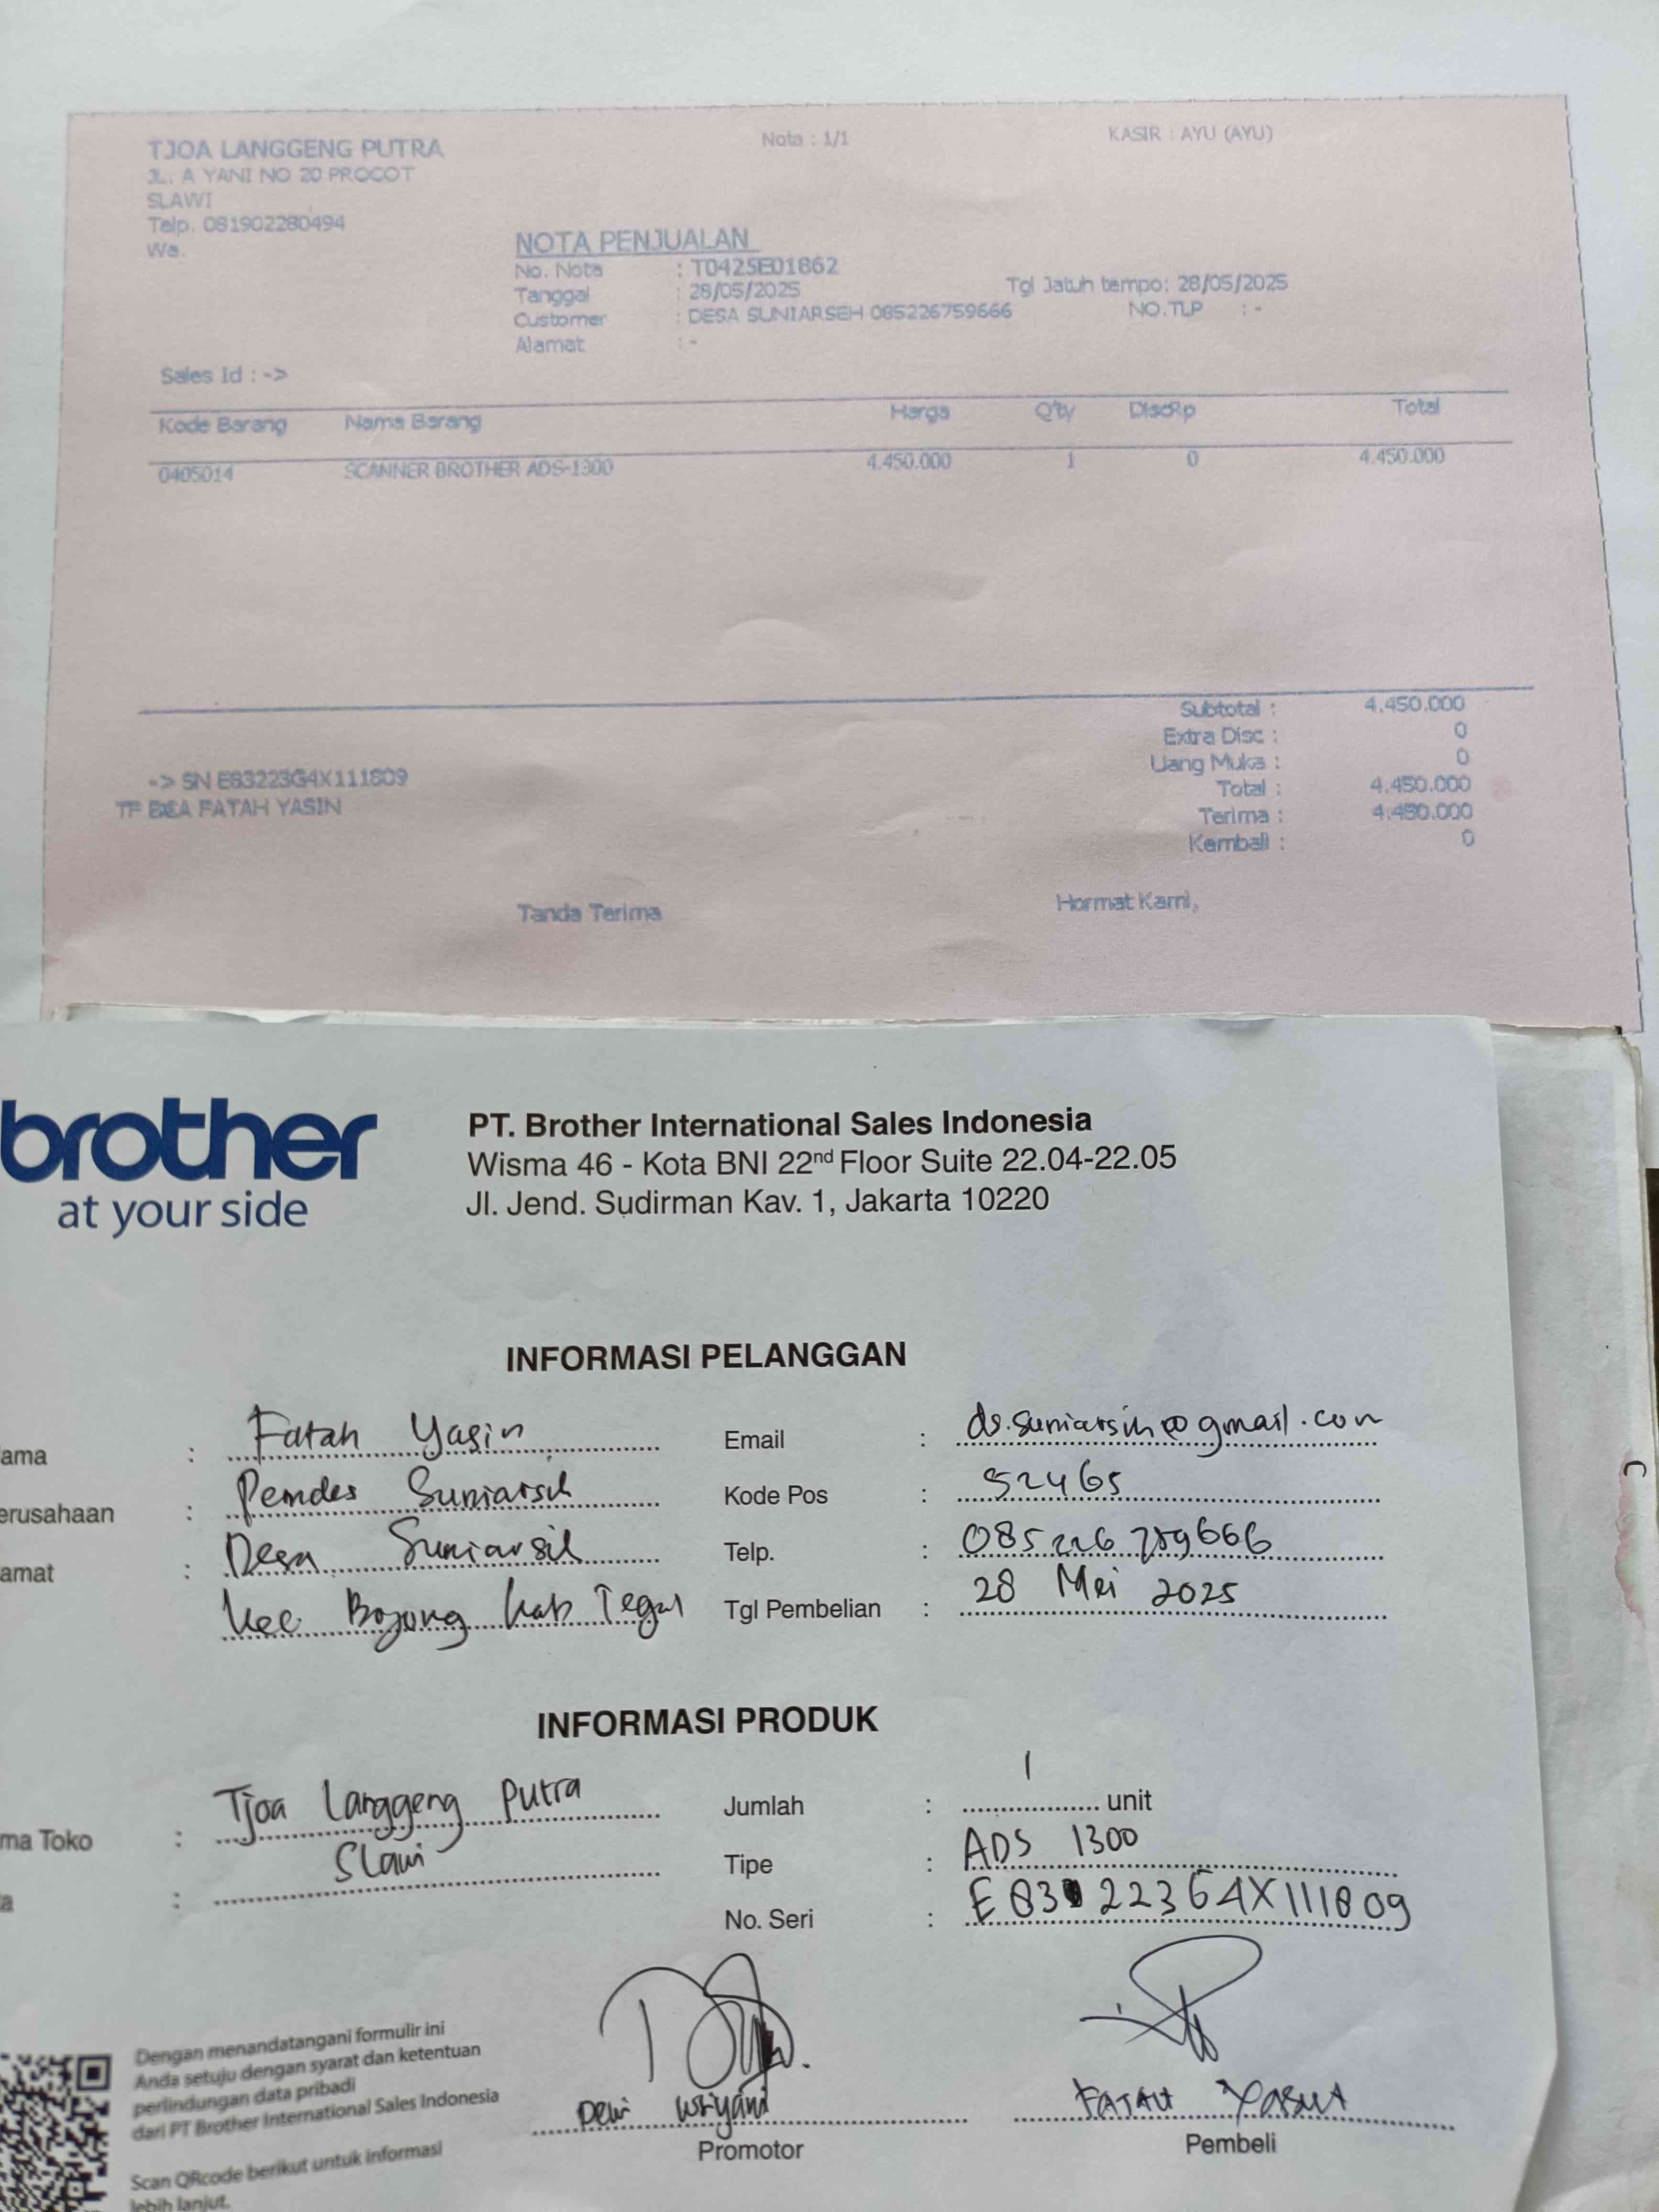 TJOA LANGGENG PUTRA
JL. A YANI NO 20 PROCOT
SLAWI
Telp. 081902280494
Wa.
Nota : 1/1
KASIR : AYU (AYU)
NOTA PENJUALAN
No. Nota : T0425E01862
Tanggal : 28/05/2025
Tgl Jatuh tempo: 28/05/2025
Customer : DESA SUNIARSEH 085226759666
NO.TLP : -
Alamat : -
Sales Id : ->
Kode Barang Nama Barang Harga Q'ty DiscRp Total
0405014 SCANNER BROTHER ADS-1300 4.450.000 1 0 4.450.000
Subtotal : 4.450.000
Extra Disc : 0
Uang Muka : 0
Total : 4.450.000
Terima : 4.450.000
Kembali : 0
-> SN E83223G4X111809
TF BCA FATAH YASIN
Tanda Terima
Hormat Kami,
brother
at your side
PT. Brother International Sales Indonesia
Wisma 46 - Kota BNI 22nd Floor Suite 22.04-22.05
Jl. Jend. Sudirman Kav. 1, Jakarta 10220
INFORMASI PELANGGAN
ama : Fatah Yasin Email : ds.suniarsih@gmail.com
erusahaan : Pemdes Suniarsih Kode Pos : 52465
amat : Desa Suniarsih Telp. : 085226759666
Kec. Bojong Kab Tegal Tgl Pembelian : 28 Mei 2025
INFORMASI PRODUK
ma Toko : Tjoa Langgeng Putra Jumlah : 1 unit
a : Slawi Tipe : ADS 1300
No. Seri : E83 223G4X111809
Dengan menandatangani formulir ini
Anda setuju dengan syarat dan ketentuan
perlindungan data pribadi
dari PT Brother International Sales Indonesia
Scan QRcode berikut untuk informasi
lebih lanjut.
Dewi
Promotor
FATAH YASIN
Pembeli